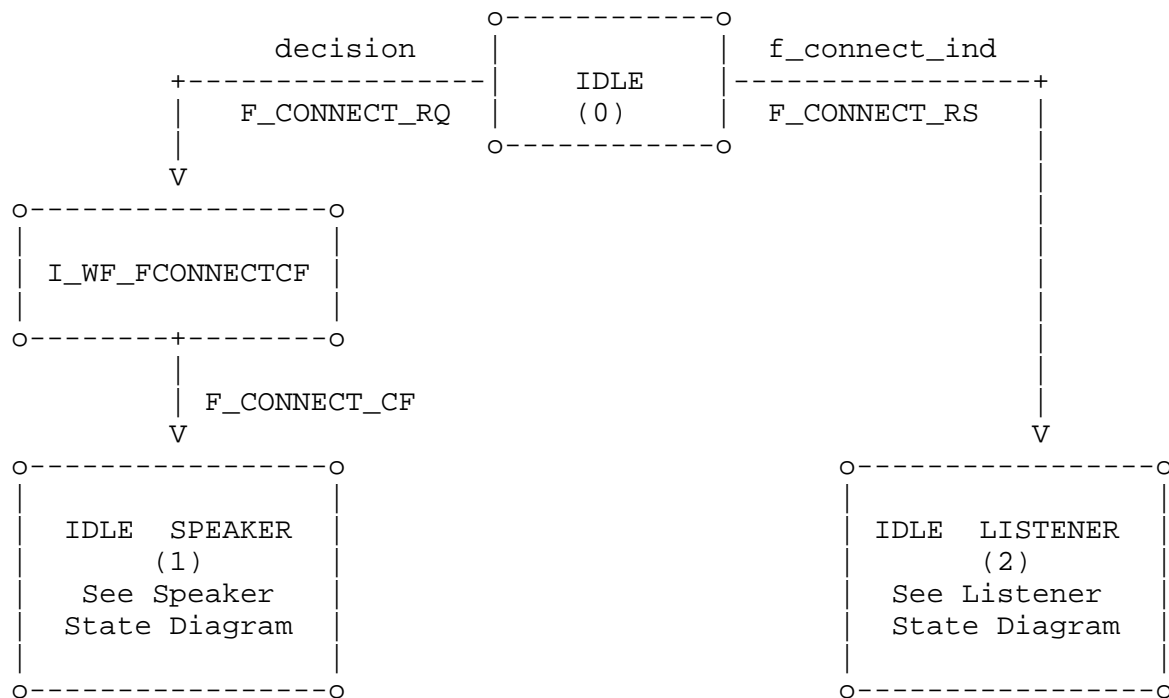 decision f_connect_ind
IDLE
F_CONNECT_RQ (0) F_CONNECT_RS
I_WF_FCONNECTCF
F_CONNECT_CF
IDLE SPEAKER IDLE LISTENER
(1) (2)
See Speaker See Listener
State Diagram State Diagram